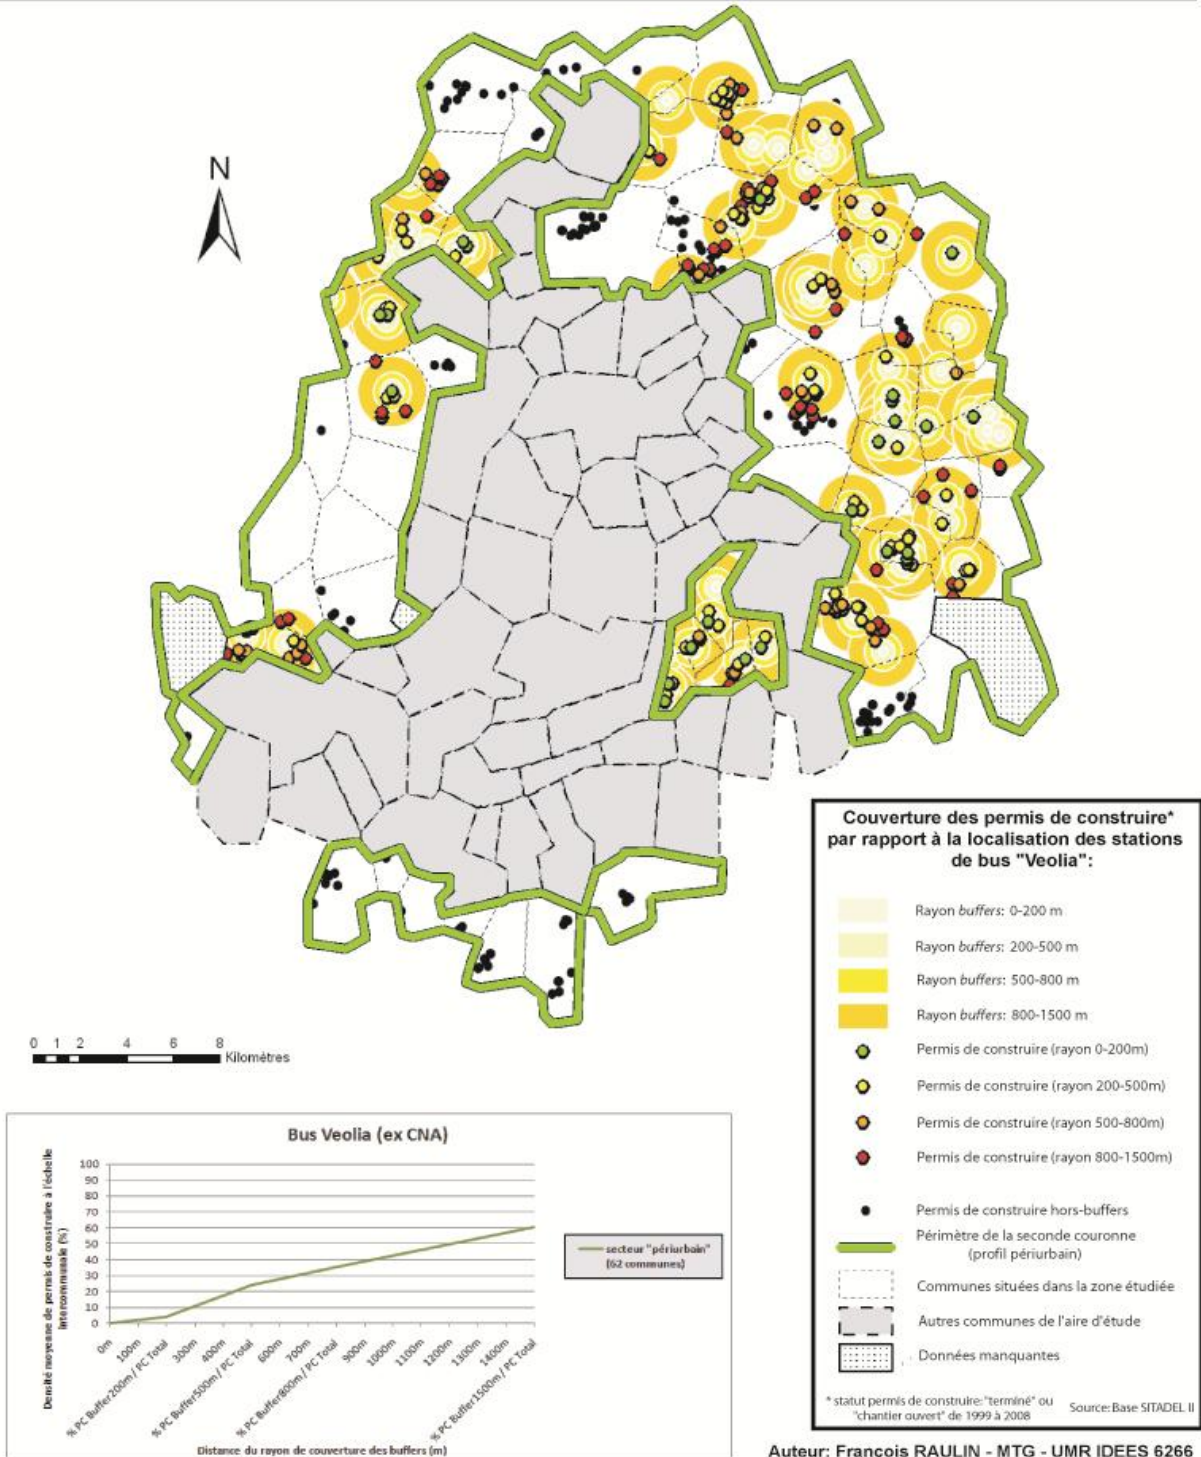 N
Couverture des permis de construire*
par rapport à la localisation des stations
de bus "Veolia":
Rayon buffers: 0-200 m
Rayon buffers: 200-500 m
Rayon buffers: 500-800 m
Rayon buffers: 800-1500 m
Permis de construire (rayon 0-200m)
Permis de construire (rayon 200-500m)
Permis de construire (rayon 500-800m)
Permis de construire (rayon 800-1500m)
Permis de construire hors-buffers
Périmètre de la seconde couronne
(profil périurbain)
Communes situées dans la zone étudiée
Autres communes de l'aire d'étude
Données manquantes
* statut permis de construire: "terminé" ou
"chantier ouvert" de 1999 à 2008
Source: Base SITADEL II
0 1 2 4 6 8
Kilomètres
Bus Veolia (ex CNA)
Densité moyenne de permis de construire à l'échelle
intercommunale (%)
100
90
80
70
60
50
40
30
20
10
0
0m
100m
% PC Buffer200m / PC Total
300m
400m
% PC Buffer500m / PC Total
600m
700m
% PC Buffer800m / PC Total
900m
1000m
1100m
1200m
1300m
1400m
% PC Buffer1500m / PC Total
Distance du rayon de couverture des buffers (m)
secteur "périurbain"
(62 communes)
Auteur: François RAULIN - MTG - UMR IDEES 6266